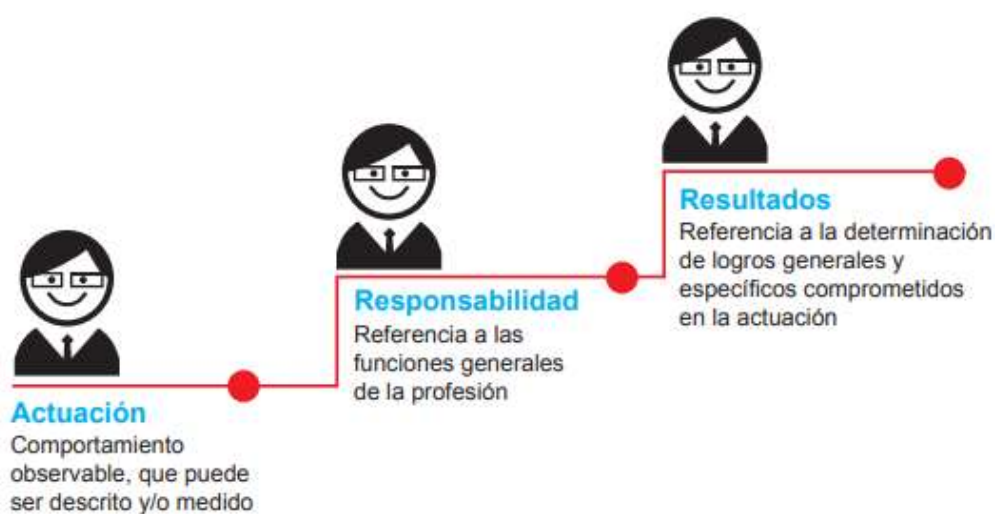 Actuación
Comportamiento
observable, que puede
ser descrito y/o medido
Responsabilidad
Referencia a las
funciones generales
de la profesión
Resultados
Referencia a la determinación
de logros generales y
específicos comprometidos
en la actuación